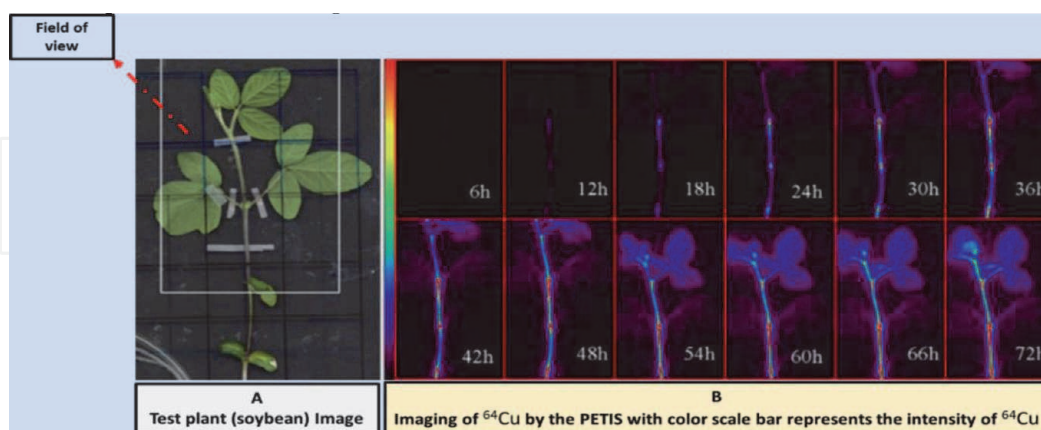 Field of
view
6h
12h
18h
24h
30h
36h
42h
48h
54h
60h
66h
72h
A
Test plant (soybean) Image
B
Imaging of ⁶⁴Cu by the PETIS with color scale bar represents the intensity of ⁶⁴Cu